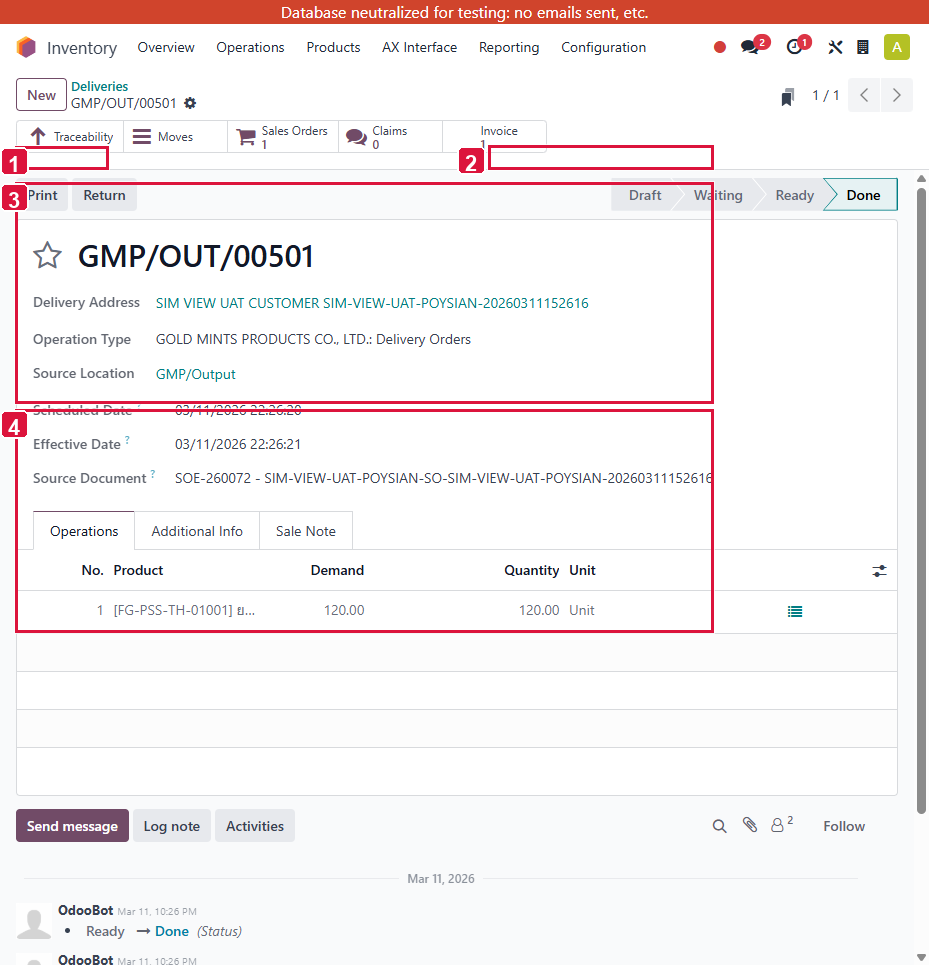 Database neutralized for testing: no emails sent, etc.
Inventory Overview Operations Products AX Interface Reporting Configuration 2 1 A
New Deliveries
GMP/OUT/00501 1 / 1
Traceability Moves Sales Orders 1 Claims 0 Invoice 1
1 2
3 Print Return Draft Waiting Ready Done
GMP/OUT/00501
Delivery Address SIM VIEW UAT CUSTOMER SIM-VIEW-UAT-POYSIAN-20260311152616
Operation Type GOLD MINTS PRODUCTS CO., LTD.: Delivery Orders
Source Location GMP/Output
Scheduled Date ? 03/11/2026 22:26:20
4
Effective Date ? 03/11/2026 22:26:21
Source Document ? SOE-260072 - SIM-VIEW-UAT-POYSIAN-SO-SIM-VIEW-UAT-POYSIAN-20260311152616
Operations Additional Info Sale Note
No. Product Demand Quantity Unit
1 [FG-PSS-TH-01001] ย... 120.00 120.00 Unit
Send message Log note Activities 2 Follow
Mar 11, 2026
OdooBot Mar 11, 10:26 PM
• Ready → Done (Status)
OdooBot Mar 11, 10:26 PM